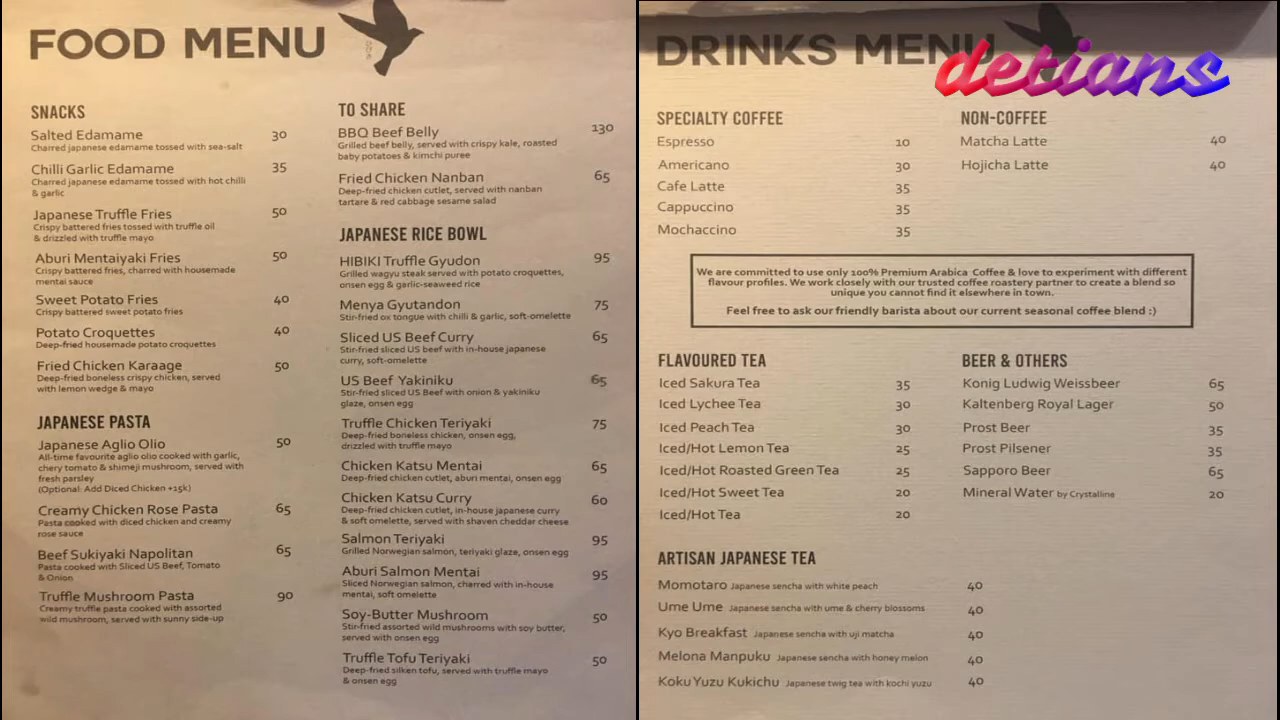 FOOD MENU
SNACKS
Salted Edamame 30
Charred japanese edamame tossed with sea-salt
Chilli Garlic Edamame 35
Charred japanese edamame tossed with hot chilli
& garlic
Japanese Truffle Fries 50
Crispy battered fries tossed with truffle oil
& drizzled with truffle mayo
Aburi Mentaiyaki Fries 50
Crispy battered fries, charred with housemade
mentai sauce
Sweet Potato Fries 40
Crispy battered sweet potato fries
Potato Croquettes 40
Deep-fried housemade potato croquettes
Fried Chicken Karaage 50
Deep-fried boneless crispy chicken, served
with lemon wedge & mayo
JAPANESE PASTA
Japanese Aglio Olio 50
All-time favourite aglio olio cooked with garlic,
chery tomato & shimeji mushroom, served with
fresh parsley
(Optional: Add Diced Chicken +15k)
Creamy Chicken Rose Pasta 65
Pasta cooked with diced chicken and creamy
rose sauce
Beef Sukiyaki Napolitan 65
Pasta cooked with Sliced US Beef, Tomato
& Onion
Truffle Mushroom Pasta 90
Creamy truffle pasta cooked with assorted
wild mushroom, served with sunny side-up
TO SHARE
BBQ Beef Belly 130
Grilled beef belly, served with crispy kale, roasted
baby potatoes & kimchi puree
Fried Chicken Nanban 65
Deep-fried chicken cutlet, served with nanban
tartare & red cabbage sesame salad
JAPANESE RICE BOWL
HIBIKI Truffle Gyudon 95
Grilled wagyu steak served with potato croquettes,
onsen egg & garlic-seaweed rice
Menya Gyutandon 75
Stir-fried ox tongue with chilli & garlic, soft-omelette
Sliced US Beef Curry 65
Stir-fried sliced US beef with in-house japanese
curry, soft-omelette
US Beef Yakiniku 65
Stir-fried sliced US Beef with onion & yakiniku
glaze, onsen egg
Truffle Chicken Teriyaki 75
Deep-fried boneless chicken, onsen egg,
drizzled with truffle mayo
Chicken Katsu Mentai 65
Deep-fried chicken cutlet, aburi mentai, onsen egg
Chicken Katsu Curry 60
Deep-fried chicken cutlet, in-house japanese curry
& soft omelette, served with shaven cheddar cheese
Salmon Teriyaki 95
Grilled Norwegian salmon, teriyaki glaze, onsen egg
Aburi Salmon Mentai 95
Sliced Norwegian salmon, charred with in-house
mentai, soft omelette
Soy-Butter Mushroom 50
Stir-fried assorted wild mushrooms with soy butter,
served with onsen egg
Truffle Tofu Teriyaki 50
Deep-fried silken tofu, served with truffle mayo
& onsen egg
DRINKS MENU
detians
SPECIALTY COFFEE
Espresso 10
Americano 30
Cafe Latte 35
Cappuccino 35
Mochaccino 35
NON-COFFEE
Matcha Latte 40
Hojicha Latte 40
We are committed to use only 100% Premium Arabica Coffee & love to experiment with different
flavour profiles. We work closely with our trusted coffee roastery partner to create a blend so
unique you cannot find it elsewhere in town.
Feel free to ask our friendly barista about our current seasonal coffee blend :)
FLAVOURED TEA
Iced Sakura Tea 35
Iced Lychee Tea 30
Iced Peach Tea 30
Iced/Hot Lemon Tea 25
Iced/Hot Roasted Green Tea 25
Iced/Hot Sweet Tea 20
Iced/Hot Tea 20
BEER & OTHERS
Konig Ludwig Weissbeer 65
Kaltenberg Royal Lager 50
Prost Beer 35
Prost Pilsener 35
Sapporo Beer 65
Mineral Water by Crystalline 20
ARTISAN JAPANESE TEA
Momotaro Japanese sencha with white peach 40
Ume Ume Japanese sencha with ume & cherry blossoms 40
Kyo Breakfast Japanese sencha with uji matcha 40
Melona Manpuku Japanese sencha with honey melon 40
Koku Yuzu Kukichu Japanese twig tea with kochi yuzu 40